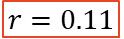 r = 0.11